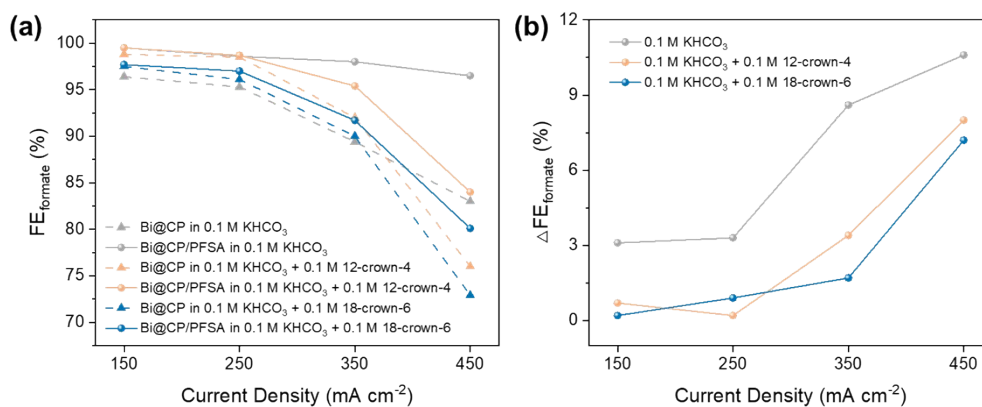 (a)
FEformate (%)
100
95
90
85
80
75
70
Bi@CP in 0.1 M KHCO3
Bi@CP/PFSA in 0.1 M KHCO3
Bi@CP in 0.1 M KHCO3 + 0.1 M 12-crown-4
Bi@CP/PFSA in 0.1 M KHCO3 + 0.1 M 12-crown-4
Bi@CP in 0.1 M KHCO3 + 0.1 M 18-crown-6
Bi@CP/PFSA in 0.1 M KHCO3 + 0.1 M 18-crown-6
150 250 350 450
Current Density (mA cm-2)
(b)
△FEformate (%)
12
9
6
3
0
0.1 M KHCO3
0.1 M KHCO3 + 0.1 M 12-crown-4
0.1 M KHCO3 + 0.1 M 18-crown-6
150 250 350 450
Current Density (mA cm-2)